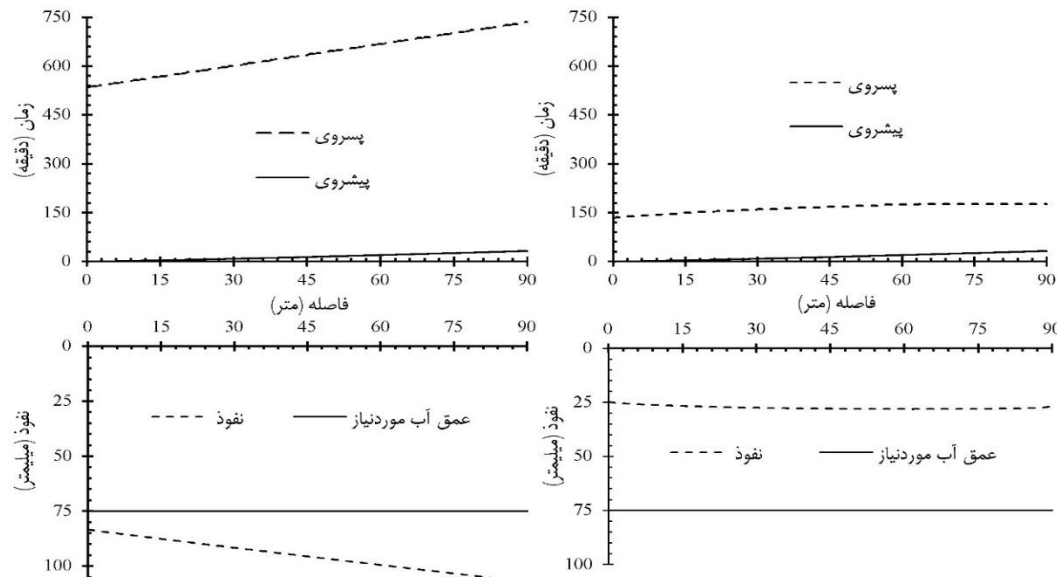 750
600
450
300
150
0
زمان (دقیقه)
پسروی
پیشروی
0 15 30 45 60 75 90
فاصله (متر)
750
600
450
300
150
0
زمان (دقیقه)
پسروی
پیشروی
0 15 30 45 60 75 90
فاصله (متر)
0 15 30 45 60 75 90
0
25
50
75
100
نفوذ (میلیمتر)
نفوذ
عمق آب موردنیاز
0 15 30 45 60 75 90
0
25
50
75
100
نفوذ (میلیمتر)
نفوذ
عمق آب موردنیاز